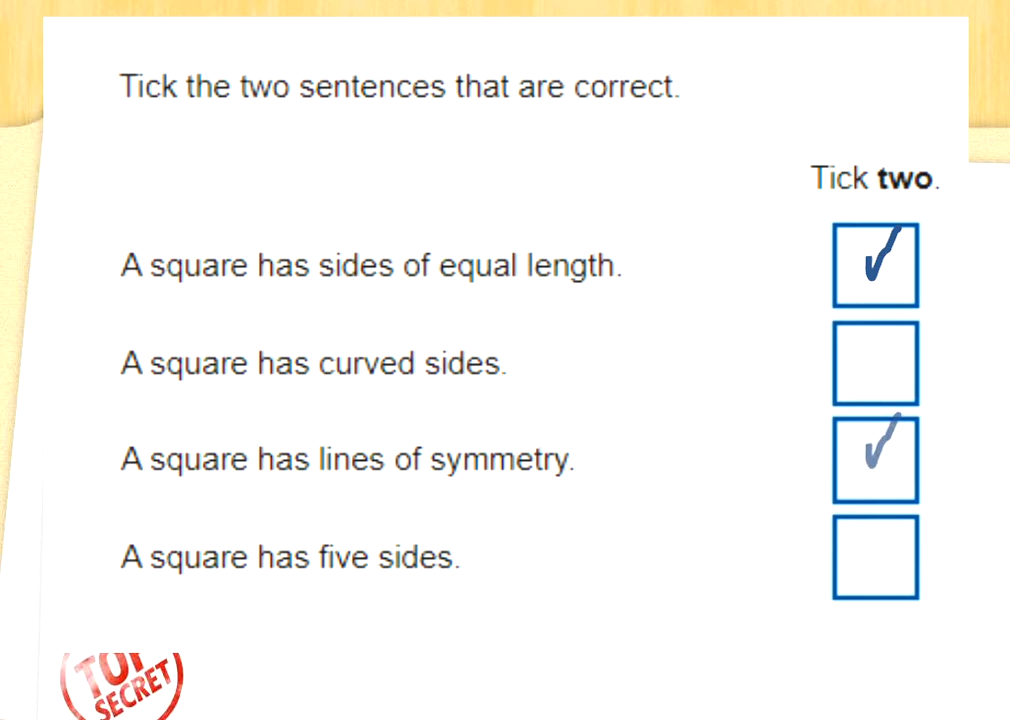 Tick the two sentences that are correct.
Tick two.
A square has sides of equal length.
A square has curved sides.
A square has lines of symmetry.
A square has five sides.
TOP
SECRET